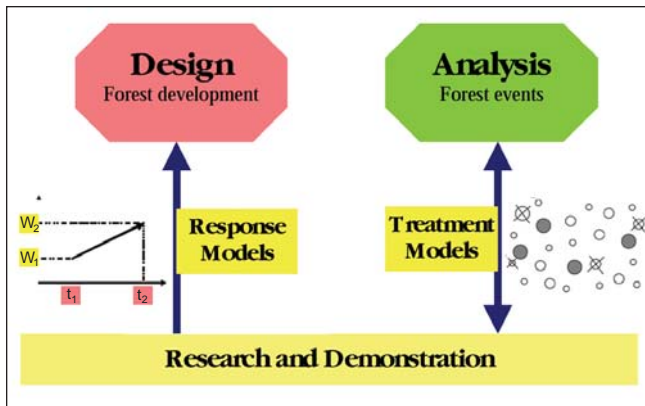 Design
Forest development
Analysis
Forest events
W₂
W₁
t₁
t₂
Response
Models
Treatment
Models
Research and Demonstration